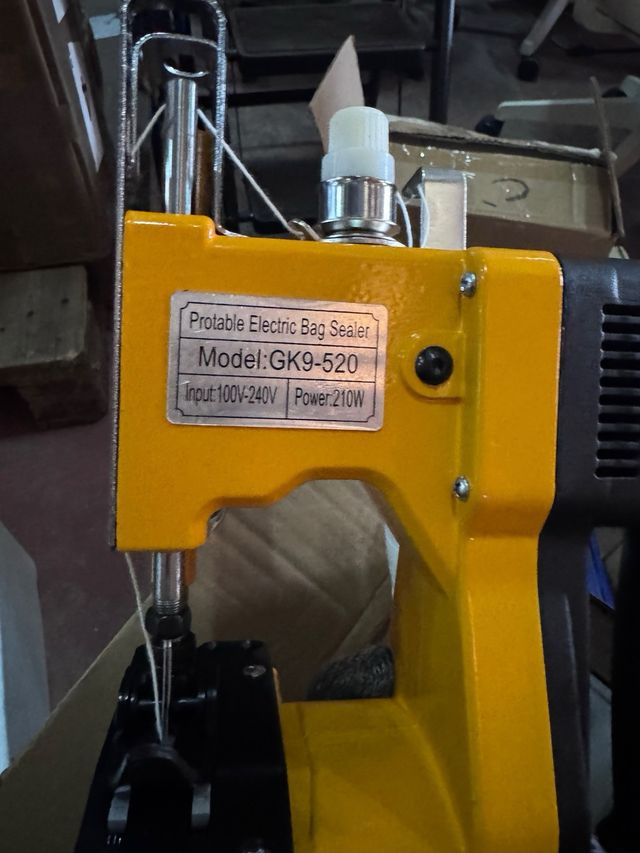 Protable Electric Bag Sealer
Model:GK9-520
Input:100V-240V Power:210W